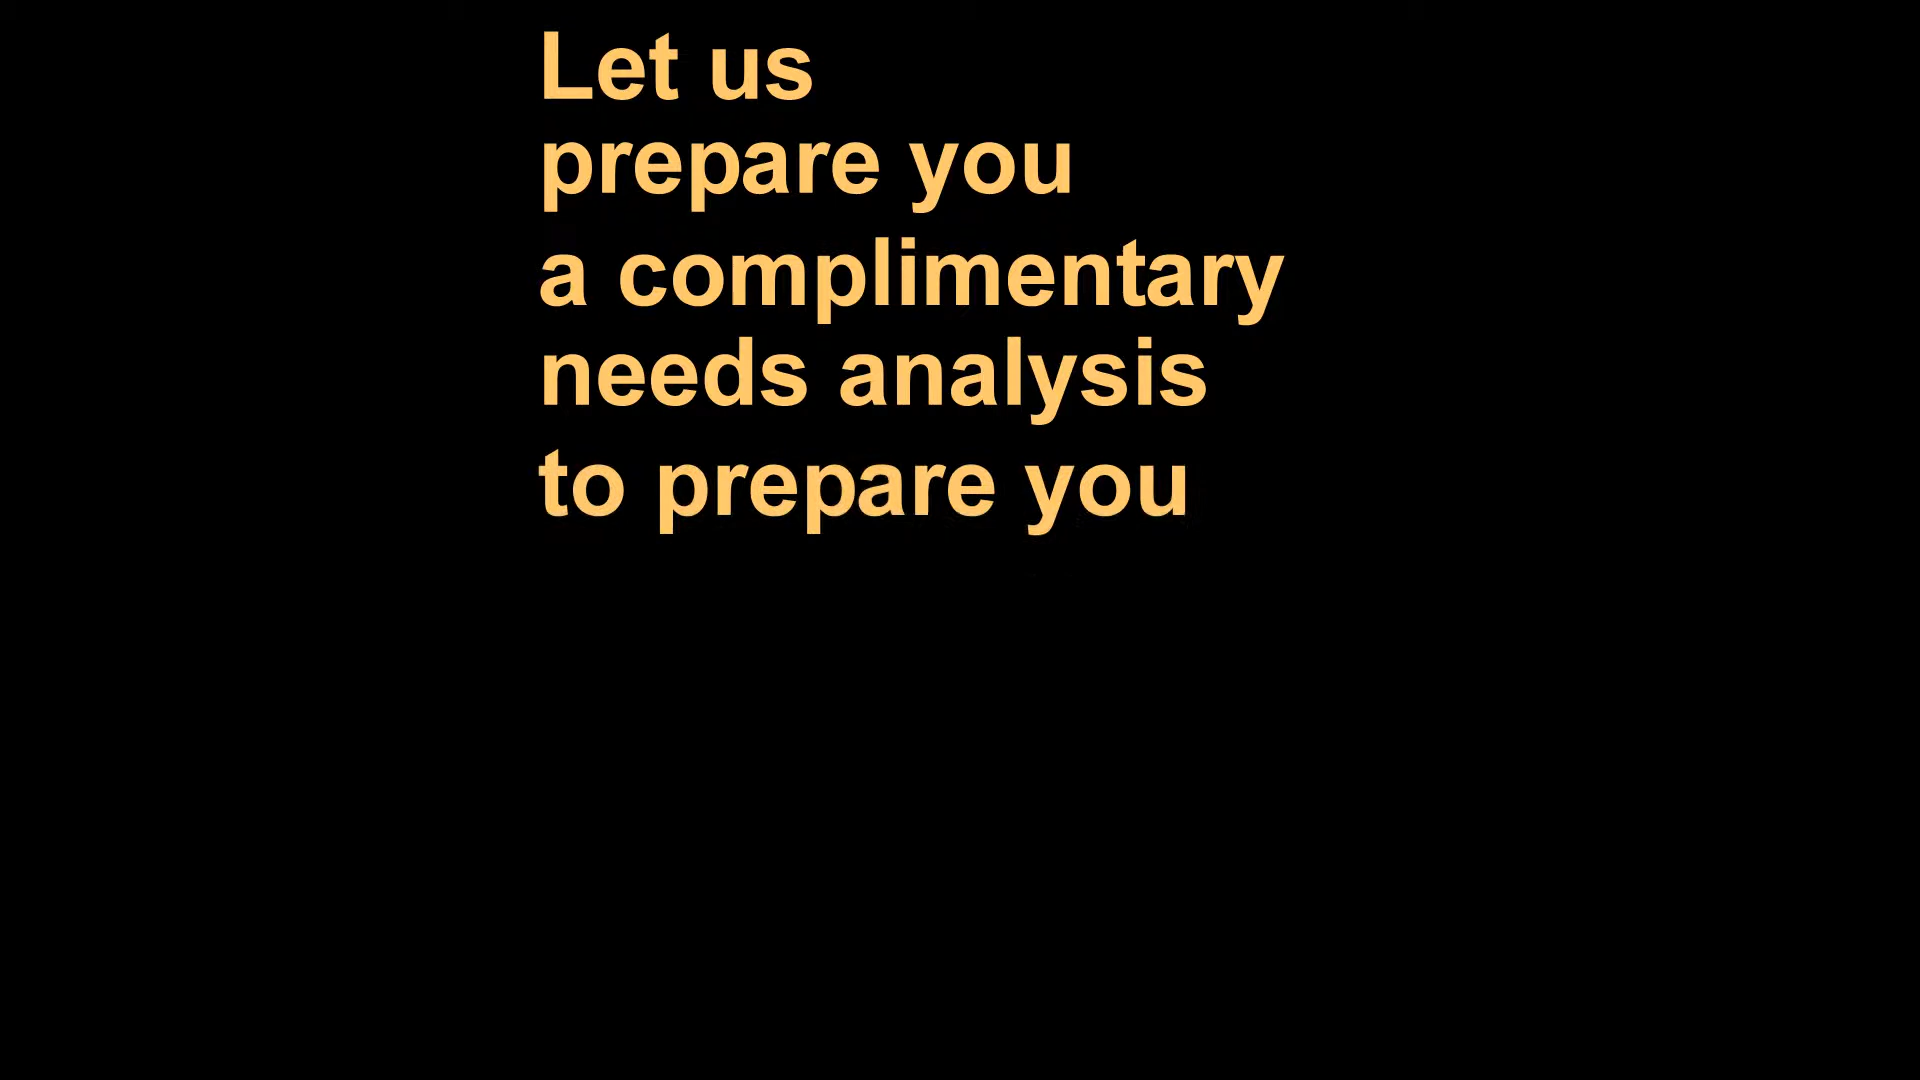 Let us
prepare you
a complimentary
needs analysis
to prepare you